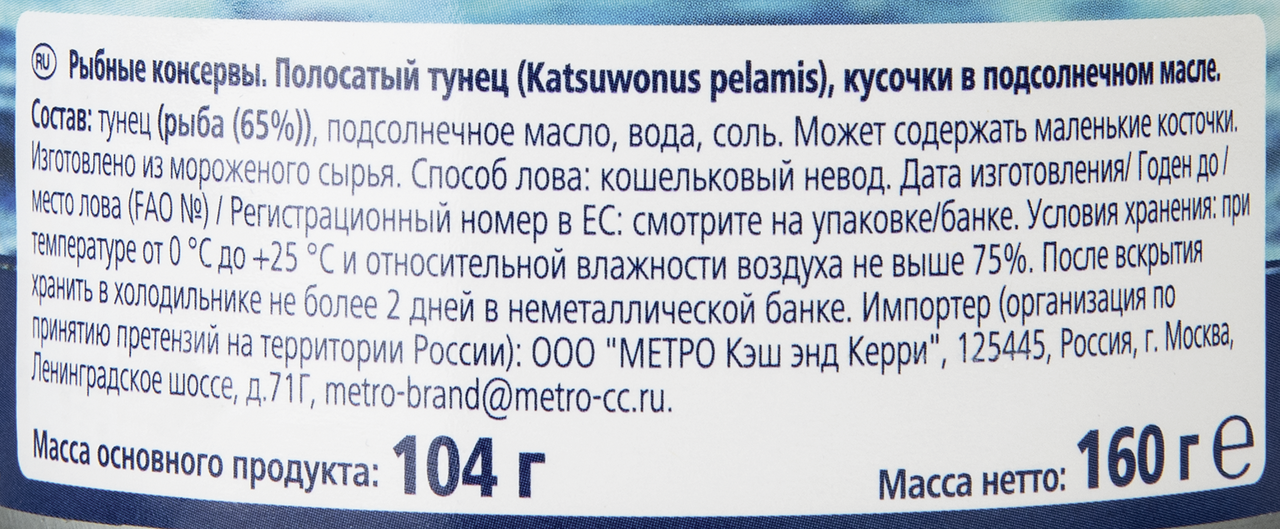 RU Рыбные консервы. Полосатый тунец (Katsuwonus pelamis), кусочки в подсолнечном масле.
Состав: тунец (рыба (65%)), подсолнечное масло, вода, соль. Может содержать маленькие косточки.
Изготовлено из мороженого сырья. Способ лова: кошельковый невод. Дата изготовления/ Годен до /
место лова (FAO №) / Регистрационный номер в ЕС: смотрите на упаковке/банке. Условия хранения: при
температуре от 0 °C до +25 °C и относительной влажности воздуха не выше 75%. После вскрытия
хранить в холодильнике не более 2 дней в неметаллической банке. Импортер (организация по
принятию претензий на территории России): ООО "МЕТРО Кэш энд Керри", 125445, Россия, г. Москва,
Ленинградское шоссе, д.71Г, metro-brand@metro-cc.ru.
Масса основного продукта: 104 г
Масса нетто: 160 г ℮